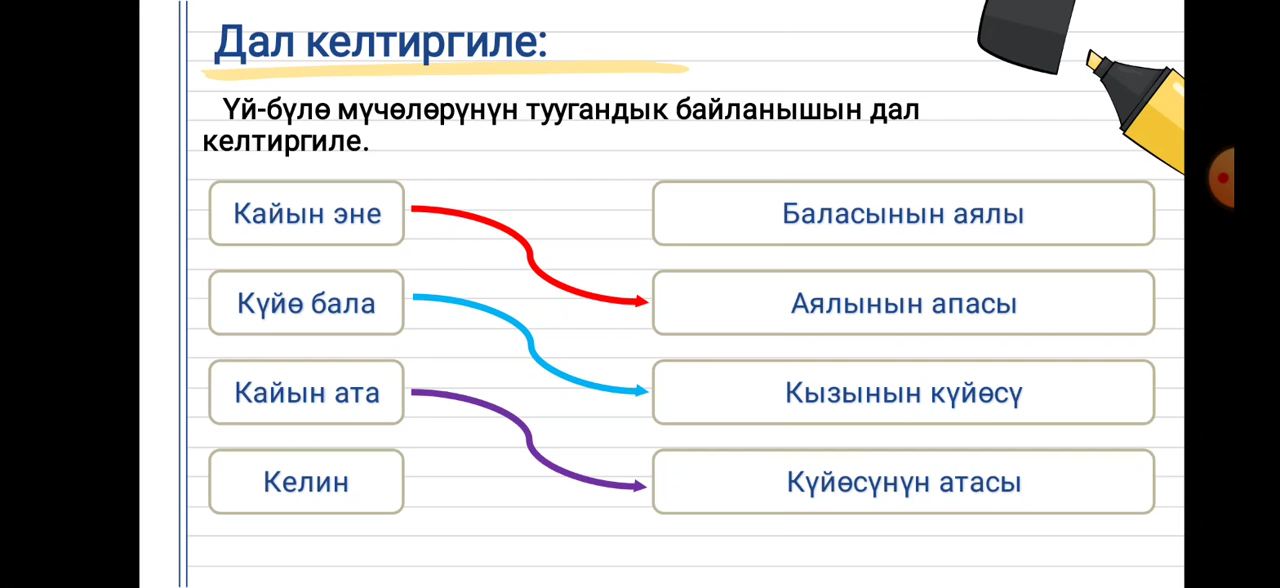 Дал келтиргиле:
Үй-бүлө мүчөлөрүнүн туугандык байланышын дал
келтиргиле.
Кайын эне
Баласынын аялы
Күйө бала
Аялынын апасы
Кайын ата
Кызынын күйөсү
Келин
Күйөсүнүн атасы